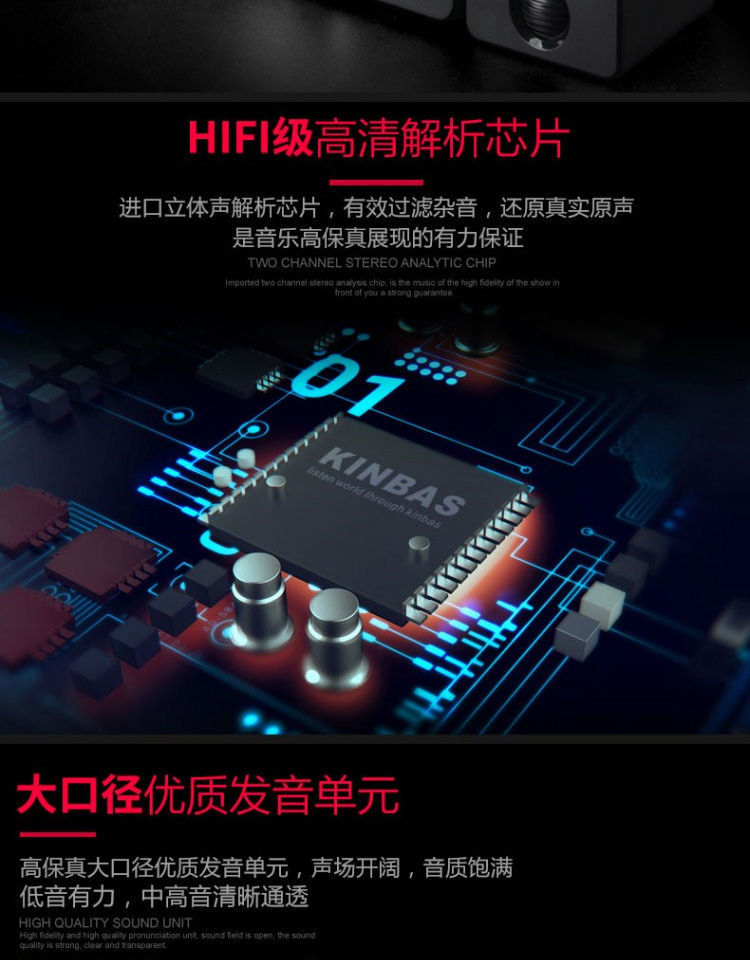 HIFI级高清解析芯片
进口立体声解析芯片，有效过滤杂音，还原真实原声
是音乐高保真展现的有力保证
TWO CHANNEL STEREO ANALYTIC CHIP
Imported two channel stereo analysis chip, is the music of the high fidelity of the show in
front of you a strong guarantee
01
KINBAS
listen world through kinbas
大口径优质发音单元
高保真大口径优质发音单元，声场开阔，音质饱满
低音有力，中高音清晰通透
HIGH QUALITY SOUND UNIT
High fidelity and high quality pronunciation unit, sound field is open, the sound
quality is strong, clear and transparent.